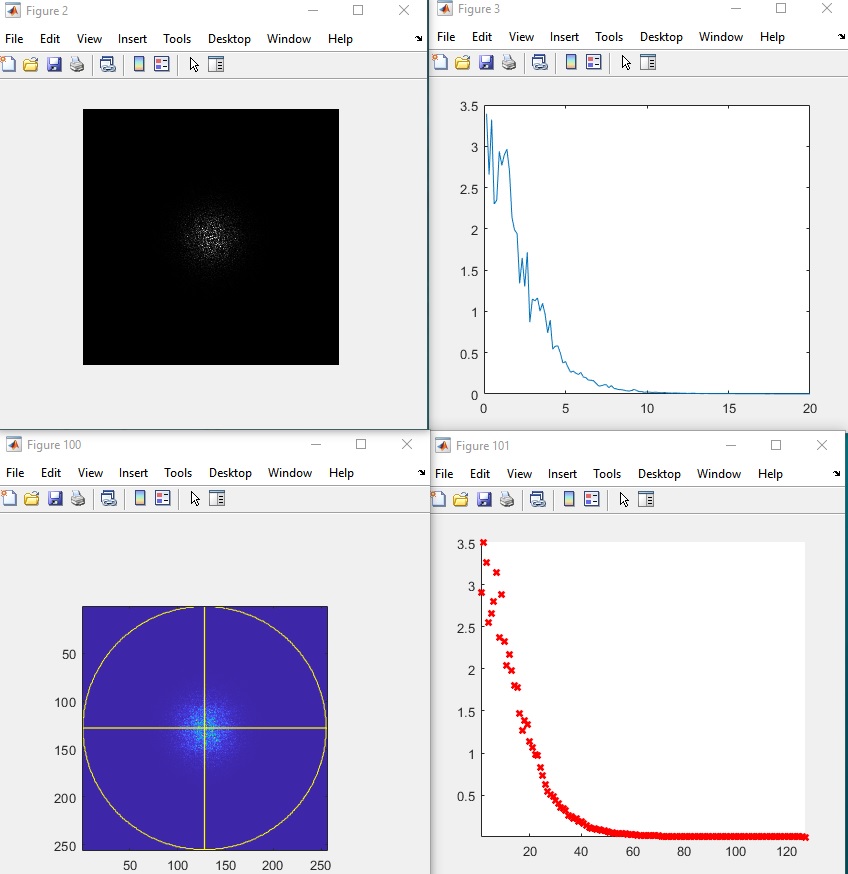 Figure 2
File Edit View Insert Tools Desktop Window Help
Figure 3
File Edit View Insert Tools Desktop Window Help
3.5
3
2.5
2
1.5
1
0.5
0
0 5 10 15 20
Figure 100
File Edit View Insert Tools Desktop Window Help
50
100
150
200
250
50 100 150 200 250
Figure 101
File Edit View Insert Tools Desktop Window Help
3.5
3
2.5
2
1.5
1
0.5
20 40 60 80 100 120